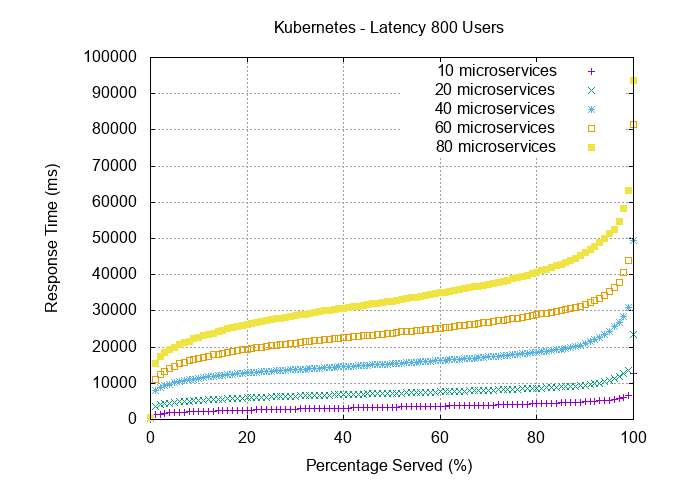 Kubernetes - Latency 800 Users
100000
90000
80000
70000
60000
50000
40000
30000
20000
10000
0
Response Time (ms)
10 microservices
20 microservices
40 microservices
60 microservices
80 microservices
0 20 40 60 80 100
Percentage Served (%)